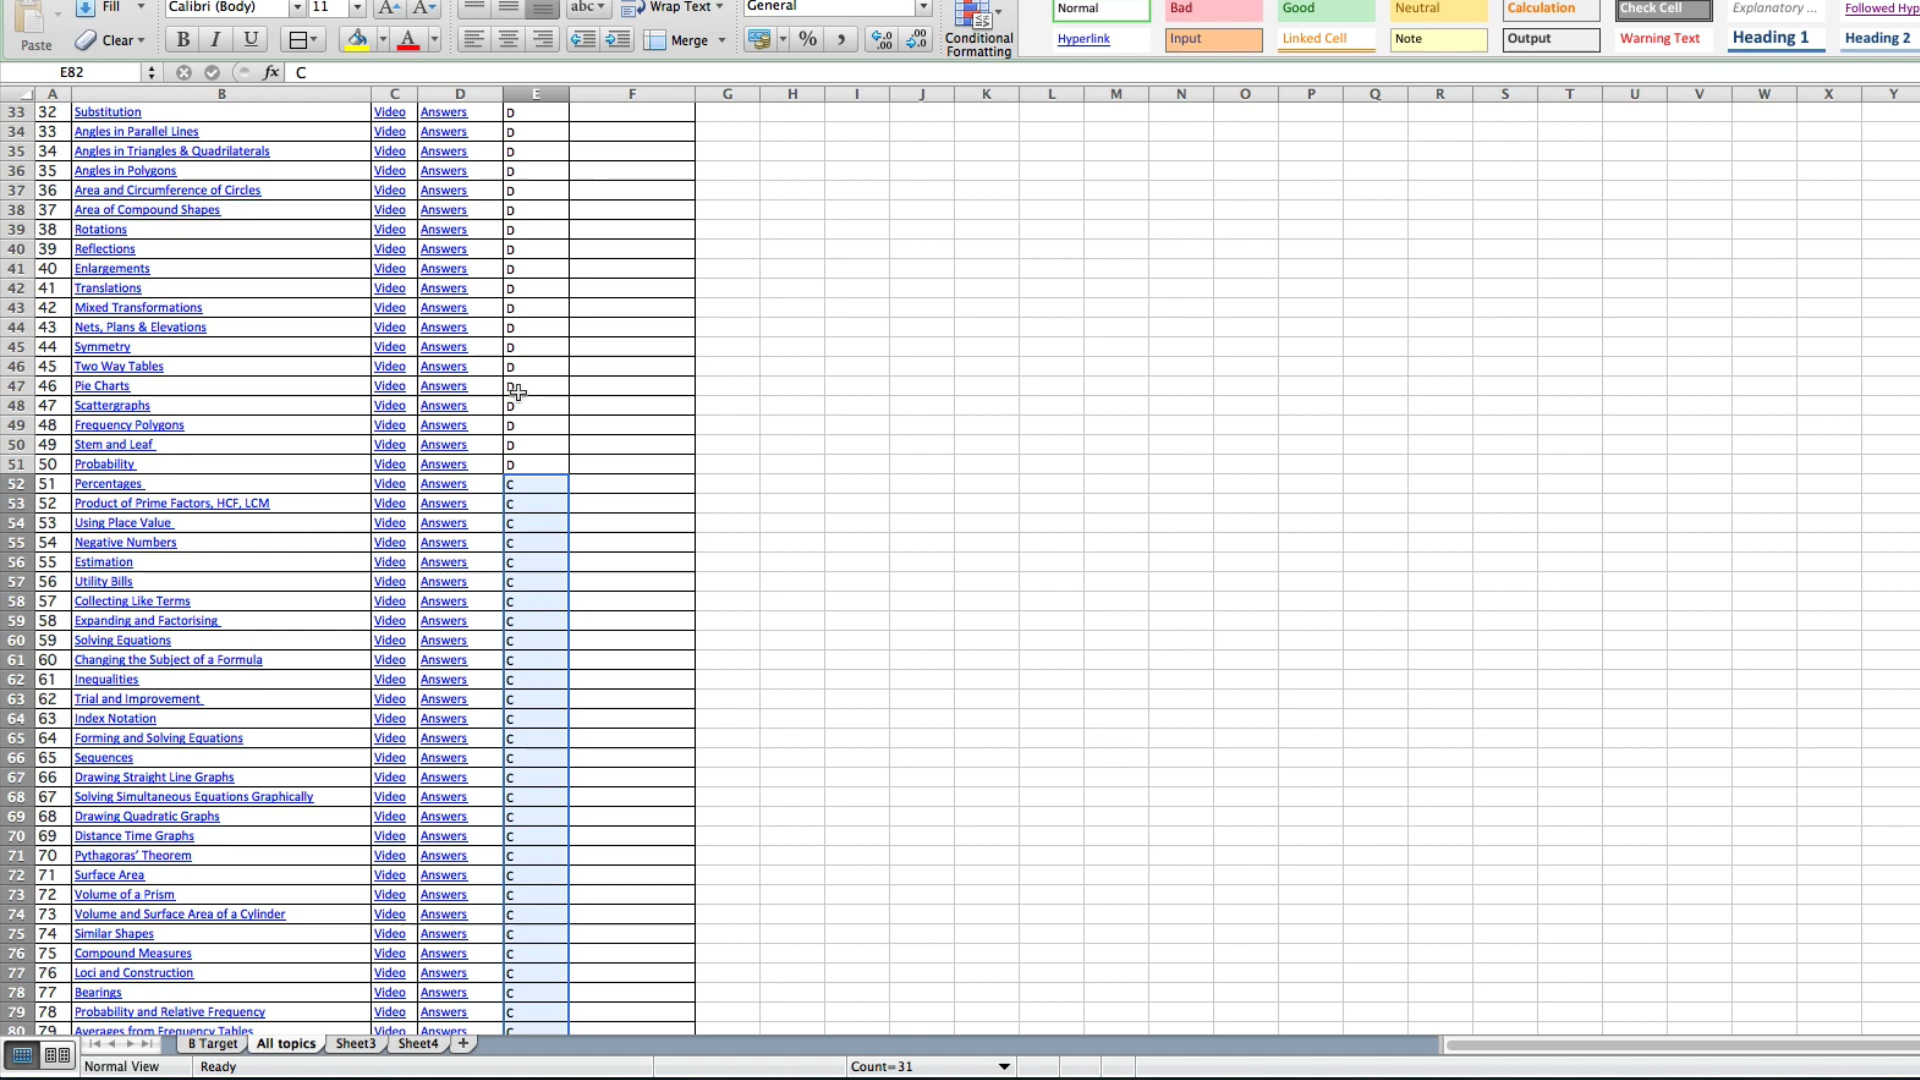 Fill Calibri (Body) 11 A A abc Wrap Text General Normal Bad Good Neutral Calculation Check Cell Explanatory ... Followed Hyp
Paste Clear B I U A Merge % Conditional Formatting Hyperlink Input Linked Cell Note Output Warning Text Heading 1 Heading 2
E82 fx C
A B C D E F G H I J K L M N O P Q R S T U V W X Y
33 32 Substitution Video Answers D
34 33 Angles in Parallel Lines Video Answers D
35 34 Angles in Triangles & Quadrilaterals Video Answers D
36 35 Angles in Polygons Video Answers D
37 36 Area and Circumference of Circles Video Answers D
38 37 Area of Compound Shapes Video Answers D
39 38 Rotations Video Answers D
40 39 Reflections Video Answers D
41 40 Enlargements Video Answers D
42 41 Translations Video Answers D
43 42 Mixed Transformations Video Answers D
44 43 Nets, Plans & Elevations Video Answers D
45 44 Symmetry Video Answers D
46 45 Two Way Tables Video Answers D
47 46 Pie Charts Video Answers D
48 47 Scattergraphs Video Answers D
49 48 Frequency Polygons Video Answers D
50 49 Stem and Leaf Video Answers D
51 50 Probability Video Answers D
52 51 Percentages Video Answers C
53 52 Product of Prime Factors, HCF, LCM Video Answers C
54 53 Using Place Value Video Answers C
55 54 Negative Numbers Video Answers C
56 55 Estimation Video Answers C
57 56 Utility Bills Video Answers C
58 57 Collecting Like Terms Video Answers C
59 58 Expanding and Factorising Video Answers C
60 59 Solving Equations Video Answers C
61 60 Changing the Subject of a Formula Video Answers C
62 61 Inequalities Video Answers C
63 62 Trial and Improvement Video Answers C
64 63 Index Notation Video Answers C
65 64 Forming and Solving Equations Video Answers C
66 65 Sequences Video Answers C
67 66 Drawing Straight Line Graphs Video Answers C
68 67 Solving Simultaneous Equations Graphically Video Answers C
69 68 Drawing Quadratic Graphs Video Answers C
70 69 Distance Time Graphs Video Answers C
71 70 Pythagoras’ Theorem Video Answers C
72 71 Surface Area Video Answers C
73 72 Volume of a Prism Video Answers C
74 73 Volume and Surface Area of a Cylinder Video Answers C
75 74 Similar Shapes Video Answers C
76 75 Compound Measures Video Answers C
77 76 Loci and Construction Video Answers C
78 77 Bearings Video Answers C
79 78 Probability and Relative Frequency Video Answers C
80 79 Averages from Frequency Tables Video Answers C
B Target All topics Sheet3 Sheet4 +
Normal View Ready Count=31